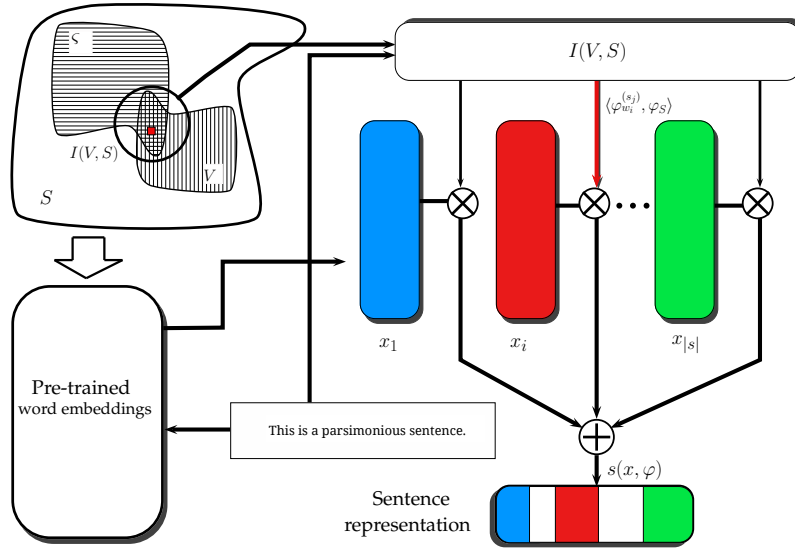 ς
I(V, S)
V
S
I(V, S)
⟨φ_{w_i}^{(s_j)}, φ_S⟩
x_1
x_i
x_{|s|}
Pre-trained
word embeddings
This is a parsimonious sentence.
s(x, φ)
Sentence
representation